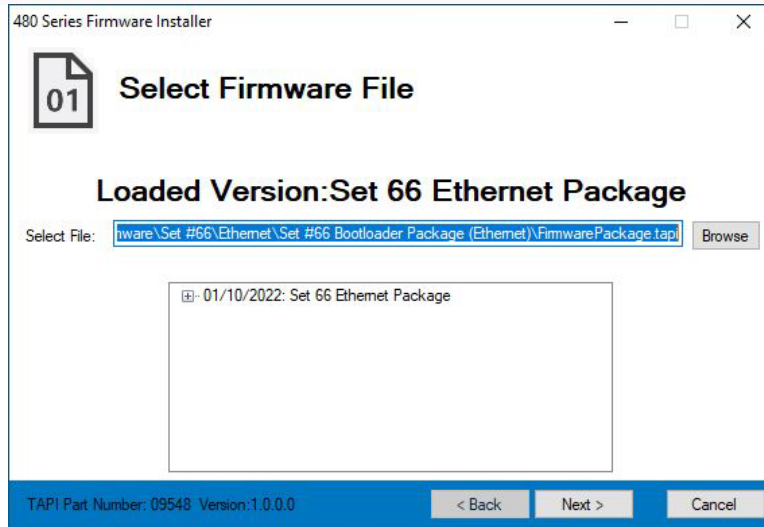 480 Series Firmware Installer
01
Select Firmware File
Loaded Version:Set 66 Ethernet Package
Select File:
\Set #66\Ethernet\Set #66 Bootloader Package (Ethernet)\FirmwarePackage.tapi
Browse
01/10/2022: Set 66 Ethernet Package
TAPI Part Number: 09548 Version:1.0.0.0
< Back
Next >
Cancel